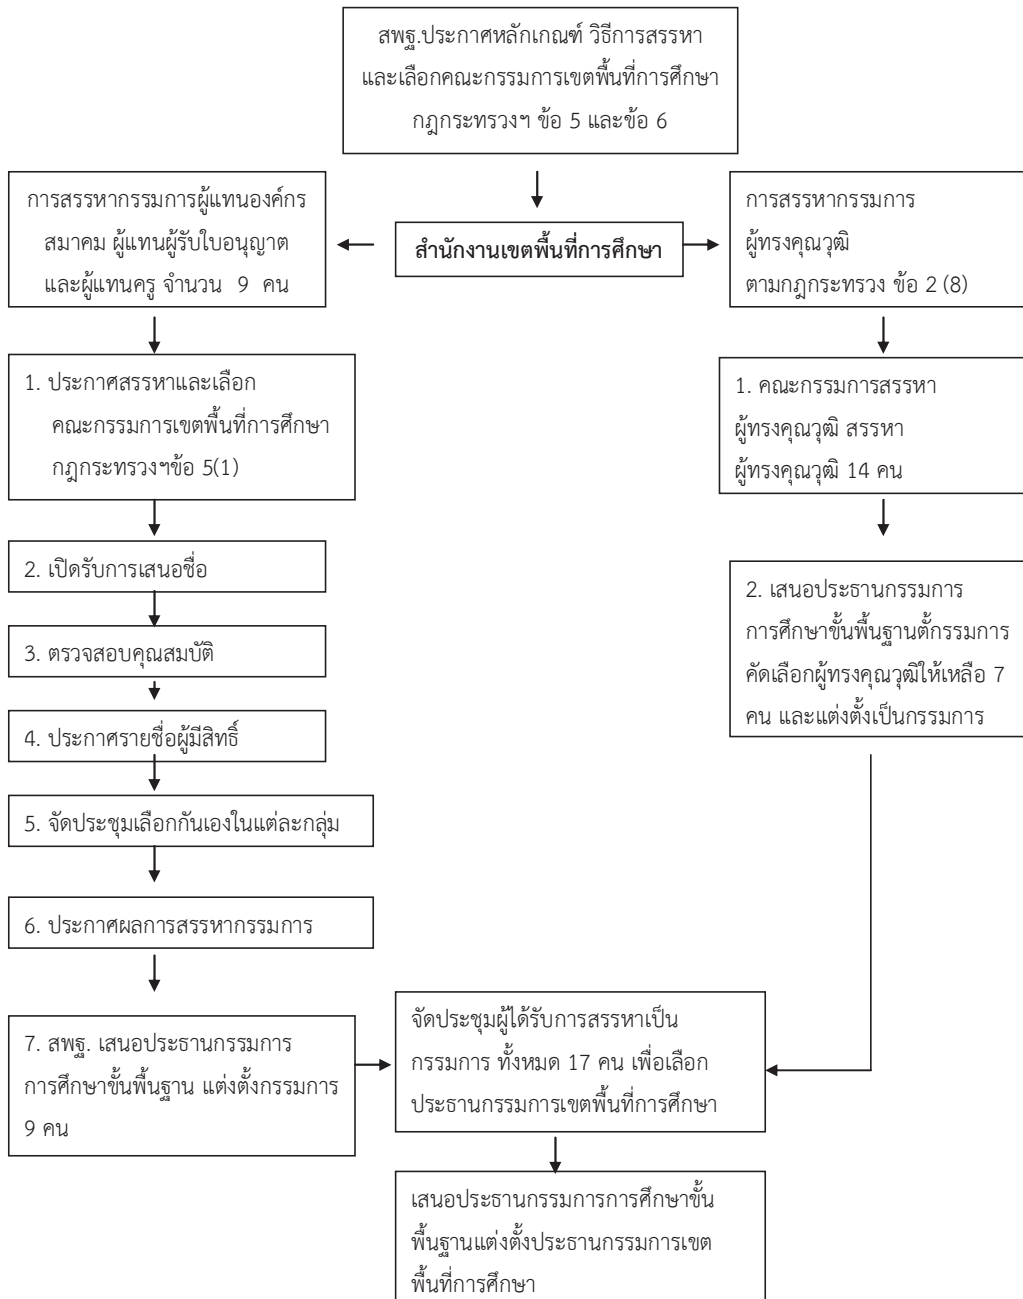 สพฐ.ประกาศหลักเกณฑ์ วิธีการสรรหา
และเลือกคณะกรรมการเขตพื้นที่การศึกษา
กฎกระทรวงฯ ข้อ 5 และข้อ 6
การสรรหากรรมการผู้แทนองค์กร
สมาคม ผู้แทนผู้รับใบอนุญาต
และผู้แทนครู จำนวน 9 คน
สำนักงานเขตพื้นที่การศึกษา
การสรรหากรรมการ
ผู้ทรงคุณวุฒิ
ตามกฎกระทรวง ข้อ 2 (8)
1. ประกาศสรรหาและเลือก
คณะกรรมการเขตพื้นที่การศึกษา
กฎกระทรวงฯข้อ 5(1)
2. เปิดรับการเสนอชื่อ
3. ตรวจสอบคุณสมบัติ
4. ประกาศรายชื่อผู้มีสิทธิ์
5. จัดประชุมเลือกกันเองในแต่ละกลุ่ม
6. ประกาศผลการสรรหากรรมการ
7. สพฐ. เสนอประธานกรรมการ
การศึกษาขั้นพื้นฐาน แต่งตั้งกรรมการ
9 คน
1. คณะกรรมการสรรหา
ผู้ทรงคุณวุฒิ สรรหา
ผู้ทรงคุณวุฒิ 14 คน
2. เสนอประธานกรรมการ
การศึกษาขั้นพื้นฐานตั้กรรมการ
คัดเลือกผู้ทรงคุณวุฒิให้เหลือ 7
คน และแต่งตั้งเป็นกรรมการ
จัดประชุมผู้ได้รับการสรรหาเป็น
กรรมการ ทั้งหมด 17 คน เพื่อเลือก
ประธานกรรมการเขตพื้นที่การศึกษา
เสนอประธานกรรมการการศึกษาขั้น
พื้นฐานแต่งตั้งประธานกรรมการเขต
พื้นที่การศึกษา